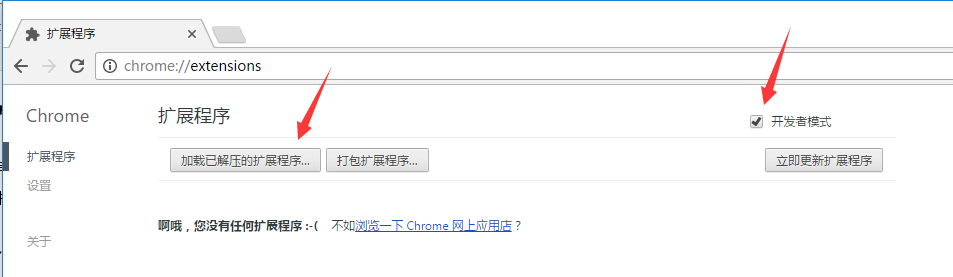 扩展程序
chrome://extensions
Chrome
扩展程序
开发者模式
扩展程序
加载已解压的扩展程序...
打包扩展程序...
立即更新扩展程序
设置
啊哦，您没有任何扩展程序 :-( 不如浏览一下 Chrome 网上应用店？
关于